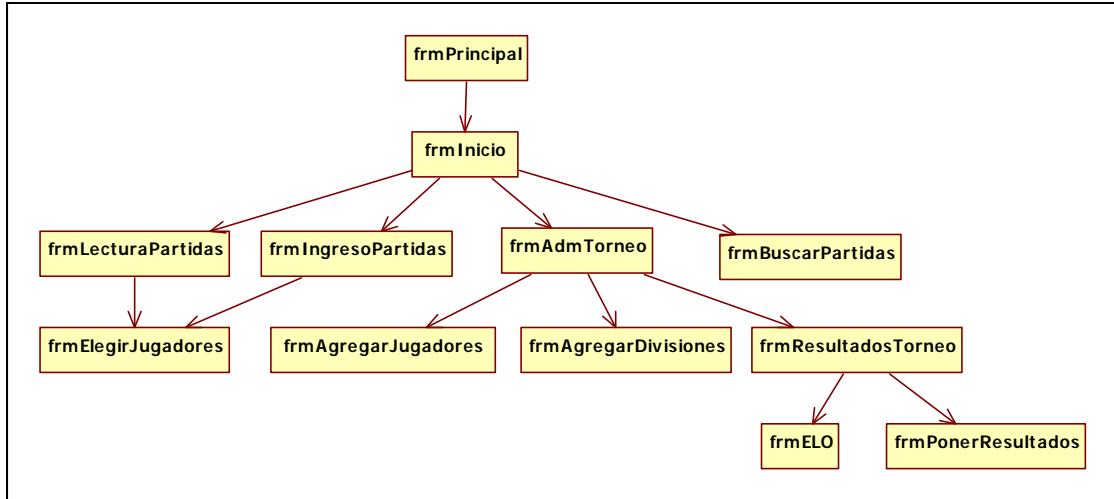 frmPrincipal
frmInicio
frmLecturaPartidas
frmIngresoPartidas
frmAdmTorneo
frmBuscarPartidas
frmElegirJugadores
frmAgregarJugadores
frmAgregarDivisiones
frmResultadosTorneo
frmELO
frmPonerResultados